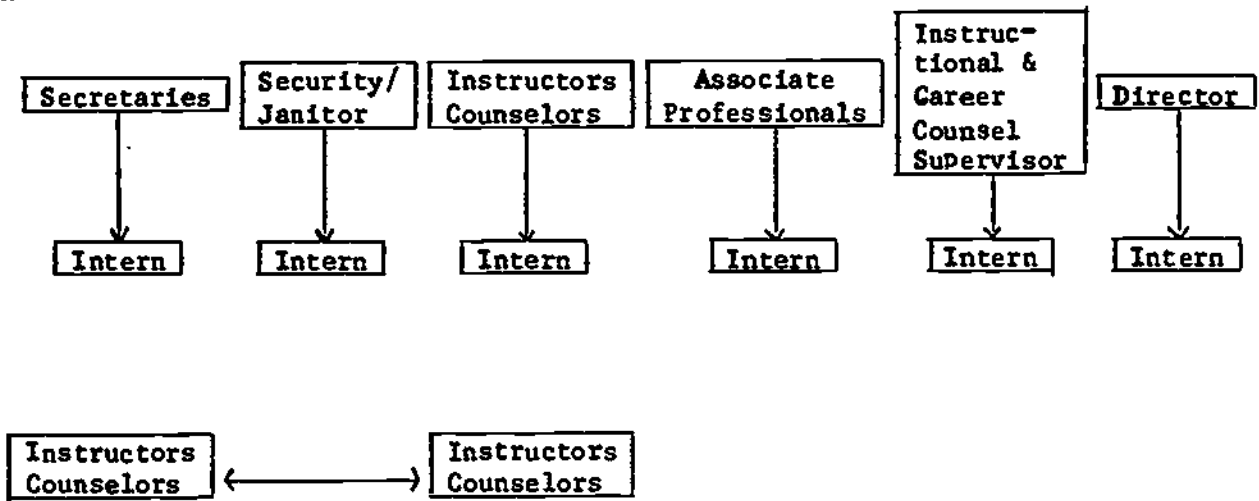 Secretaries
Security/
Janitor
Instructors
Counselors
Associate
Professionals
Instruc-
tional &
Career
Counsel
Supervisor
Director
Intern
Intern
Intern
Intern
Intern
Intern
Instructors
Counselors
Instructors
Counselors